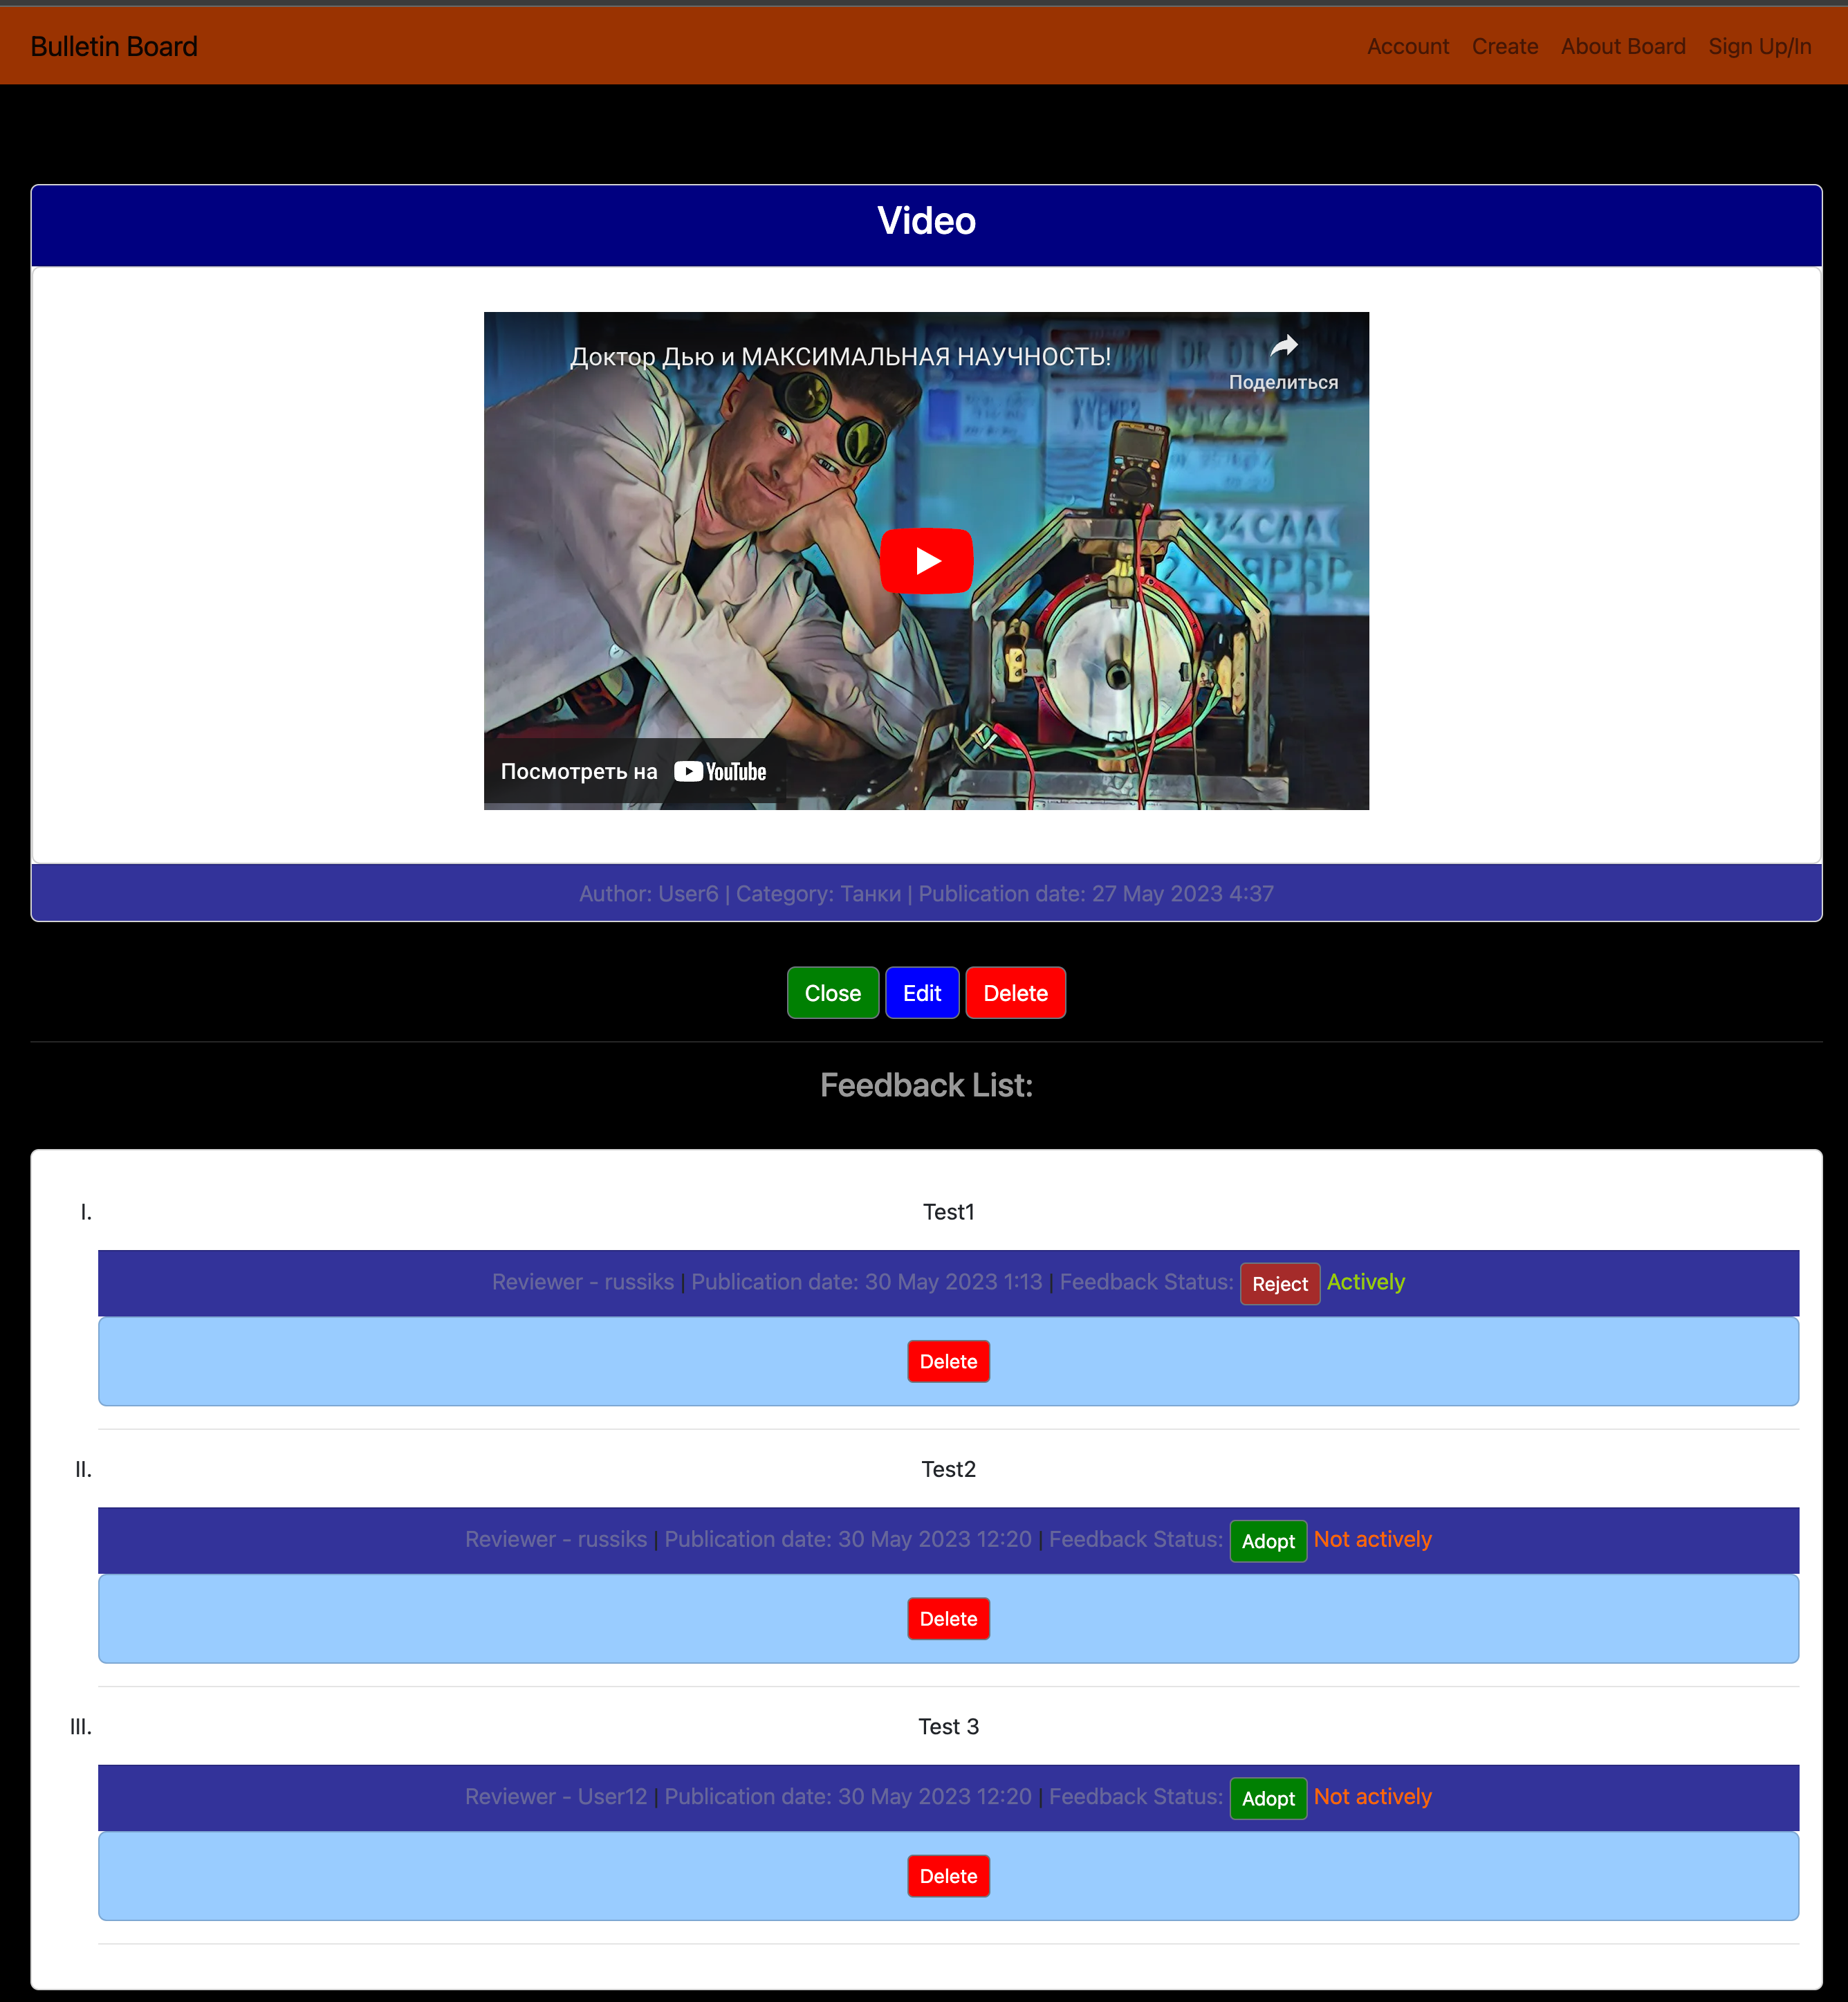 Bulletin Board
Account Create About Board Sign Up/In
Video
Доктор Дью и МАКСИМАЛЬНАЯ НАУЧНОСТЬ!
Поделиться
Посмотреть на YouTube
Author: User6 | Category: Танки | Publication date: 27 May 2023 4:37
Close Edit Delete
Feedback List:
I. Test1
Reviewer - russiks | Publication date: 30 May 2023 1:13 | Feedback Status: Reject Actively
Delete
II. Test2
Reviewer - russiks | Publication date: 30 May 2023 12:20 | Feedback Status: Adopt Not actively
Delete
III. Test 3
Reviewer - User12 | Publication date: 30 May 2023 12:20 | Feedback Status: Adopt Not actively
Delete